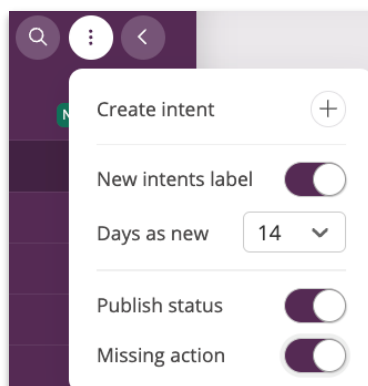 N
Create intent
New intents label
Days as new 14
Publish status
Missing action